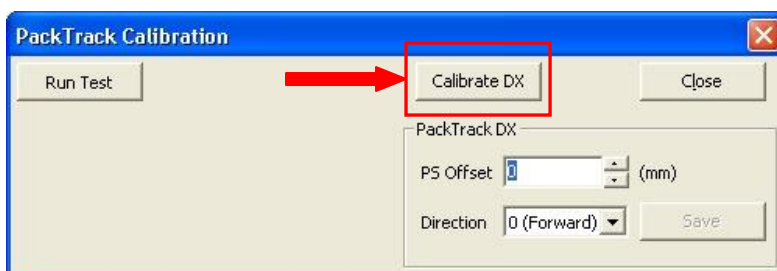 PackTrack Calibration
Run Test
Calibrate DX
Close
PackTrack DX
PS Offset 0 (mm)
Direction 0 (Forward) Save